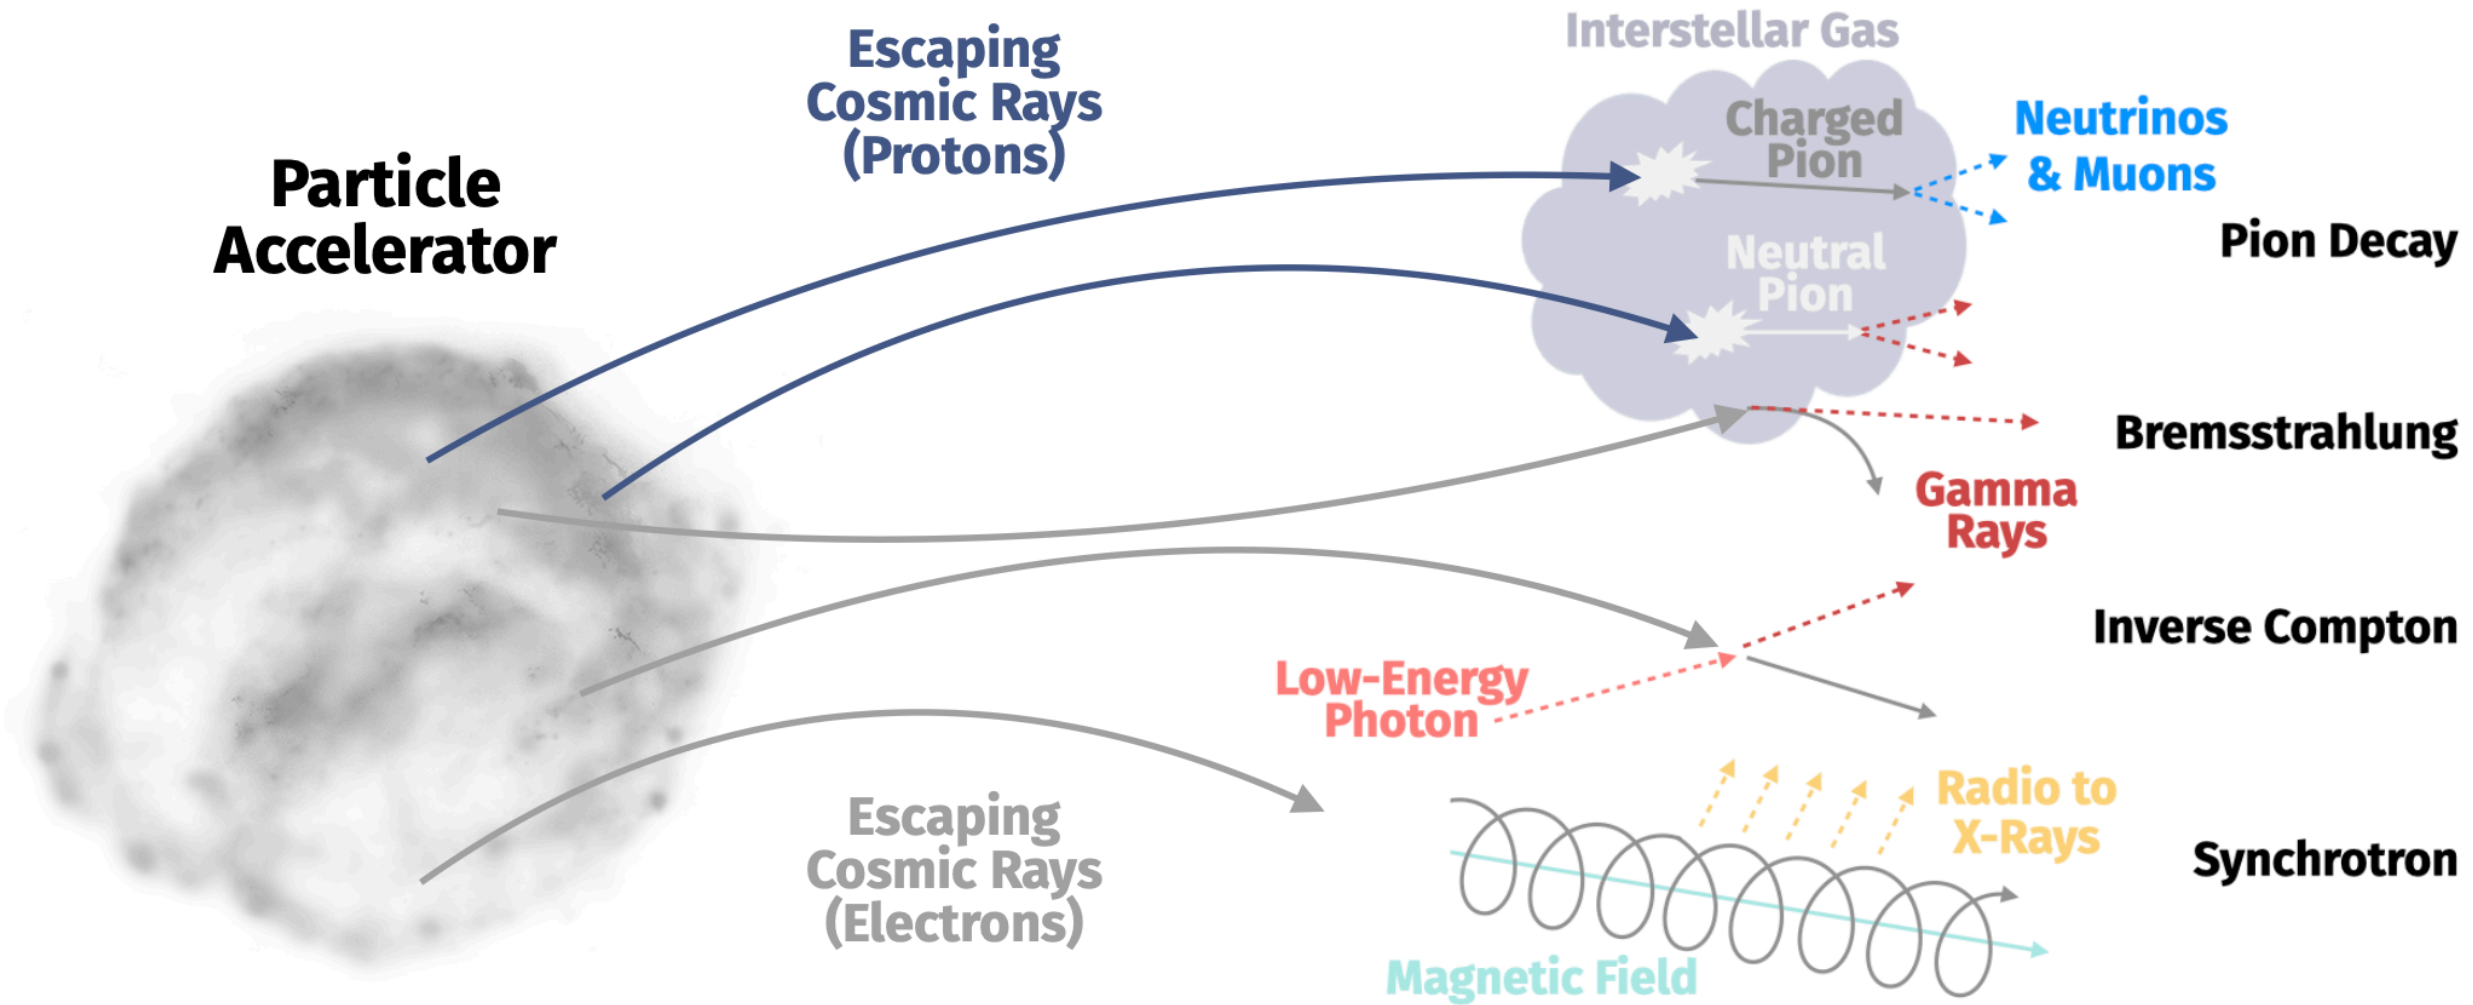 Particle
Accelerator
Escaping
Cosmic Rays
(Protons)
Interstellar Gas
Charged
Pion
Neutrinos
& Muons
Pion Decay
Neutral
Pion
Bremsstrahlung
Gamma
Rays
Inverse Compton
Low-Energy
Photon
Radio to
X-Rays
Synchrotron
Escaping
Cosmic Rays
(Electrons)
Magnetic Field